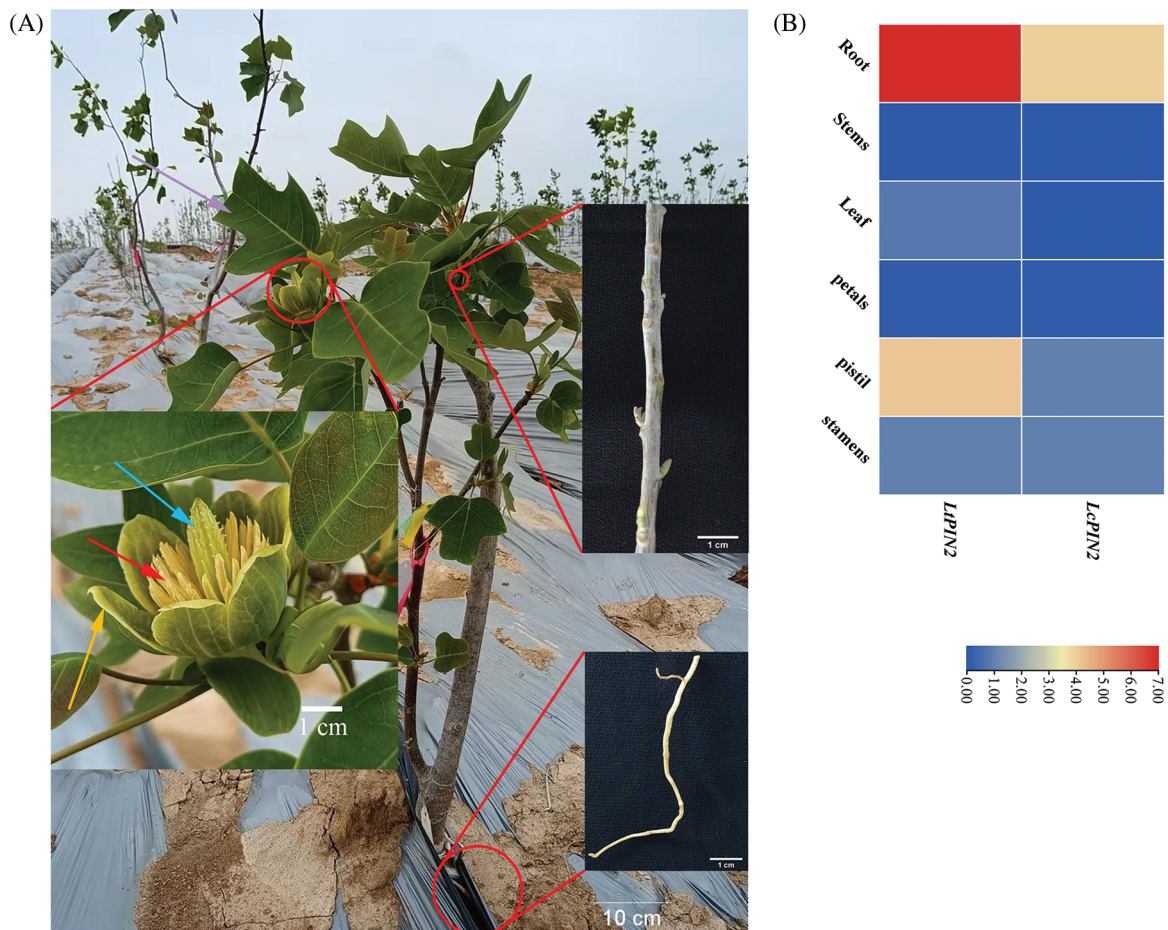 (A)
1 cm
1 cm
1 cm
10 cm
(B)
Root
Stems
Leaf
petals
pistil
stamens
LtPIN2
LcPIN2
0.00
1.00
2.00
3.00
4.00
5.00
6.00
7.00